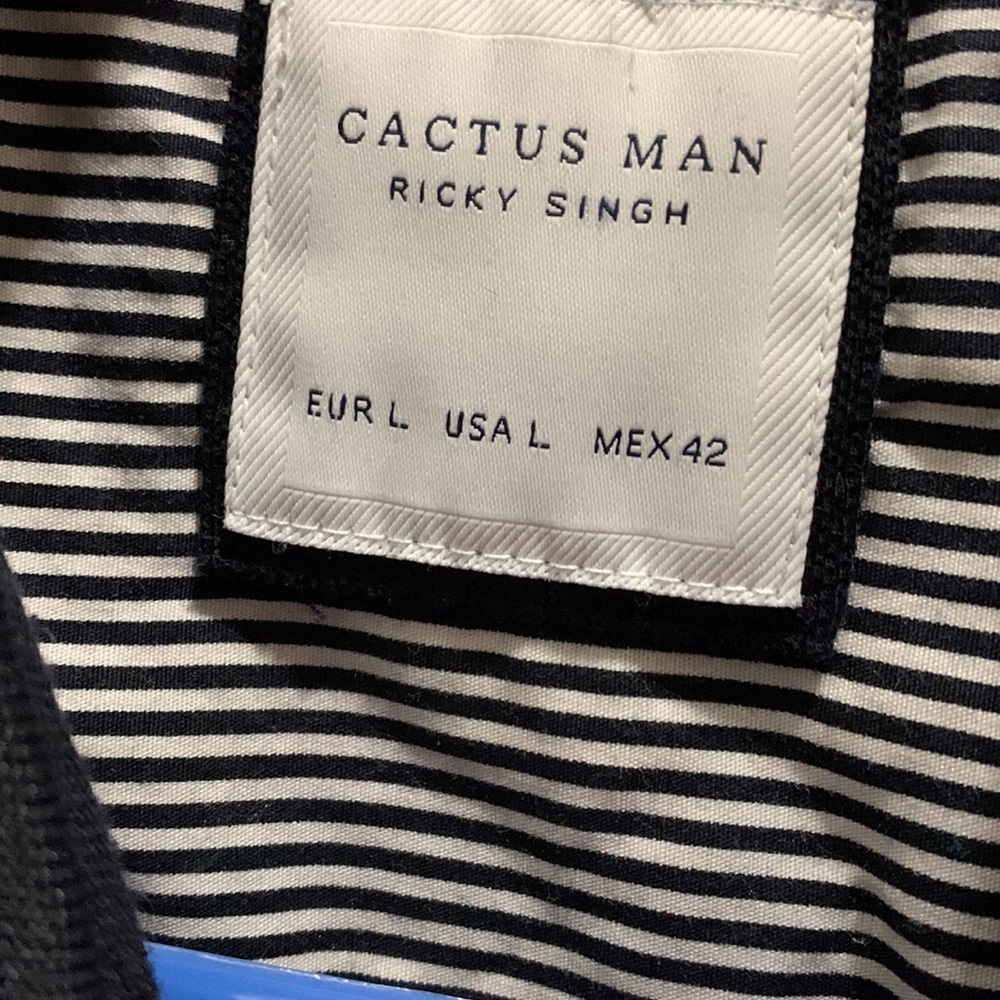 CACTUS MAN
RICKY SINGH
EUR L USA L MEX 42